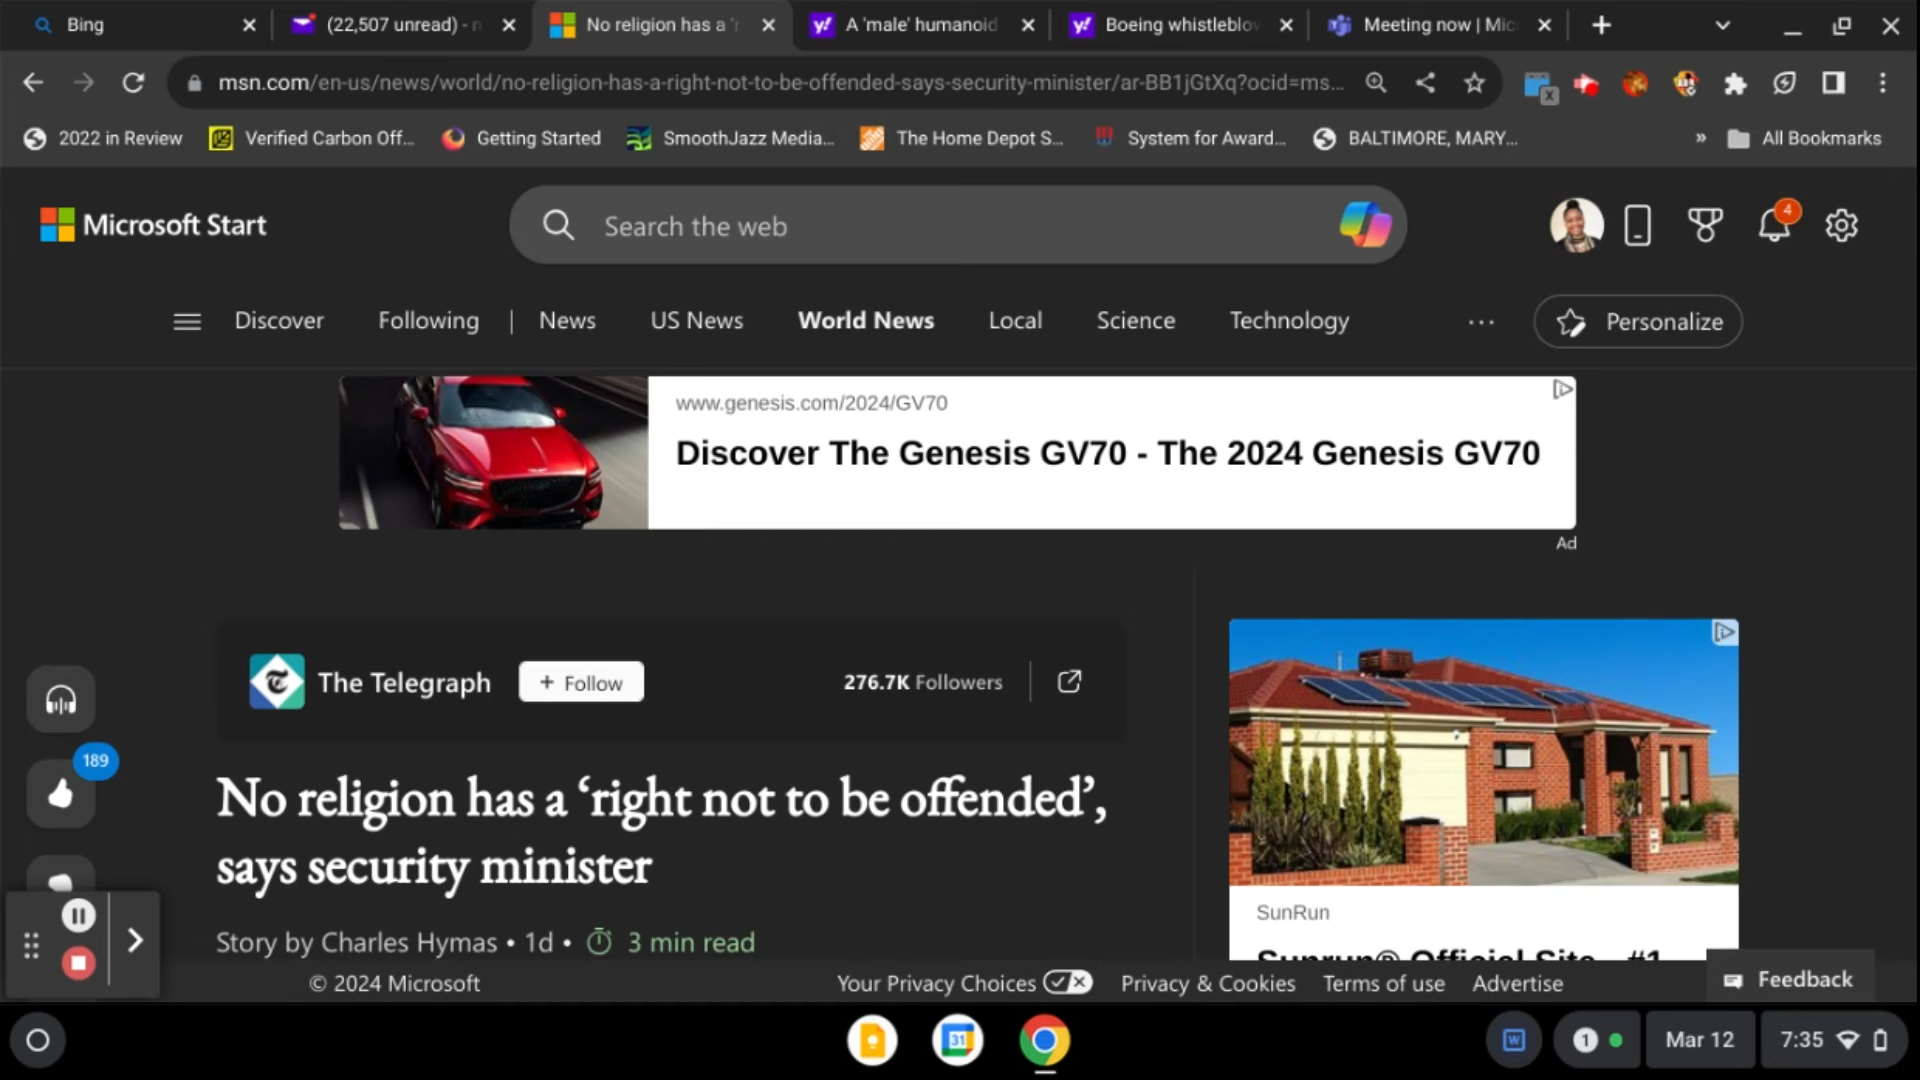 Bing
(22,507 unread) - n
No religion has a 'r
A 'male' humanoid
Boeing whistleblow
Meeting now | Mic
msn.com/en-us/news/world/no-religion-has-a-right-not-to-be-offended-says-security-minister/ar-BB1jGtXq?ocid=ms...
2022 in Review
Verified Carbon Off...
Getting Started
SmoothJazz Media...
The Home Depot S...
System for Award...
BALTIMORE, MARY...
»
All Bookmarks
Microsoft Start
Search the web
4
Discover
Following
News
US News
World News
Local
Science
Technology
...
Personalize
www.genesis.com/2024/GV70
Discover The Genesis GV70 - The 2024 Genesis GV70
Ad
The Telegraph
+ Follow
276.7K Followers
189
No religion has a ‘right not to be offended’,
says security minister
Story by Charles Hymas • 1d • 3 min read
SunRun
Sunrun® Official Site - #1
© 2024 Microsoft
Your Privacy Choices
Privacy & Cookies
Terms of use
Advertise
Feedback
31
W
1
Mar 12
7:35